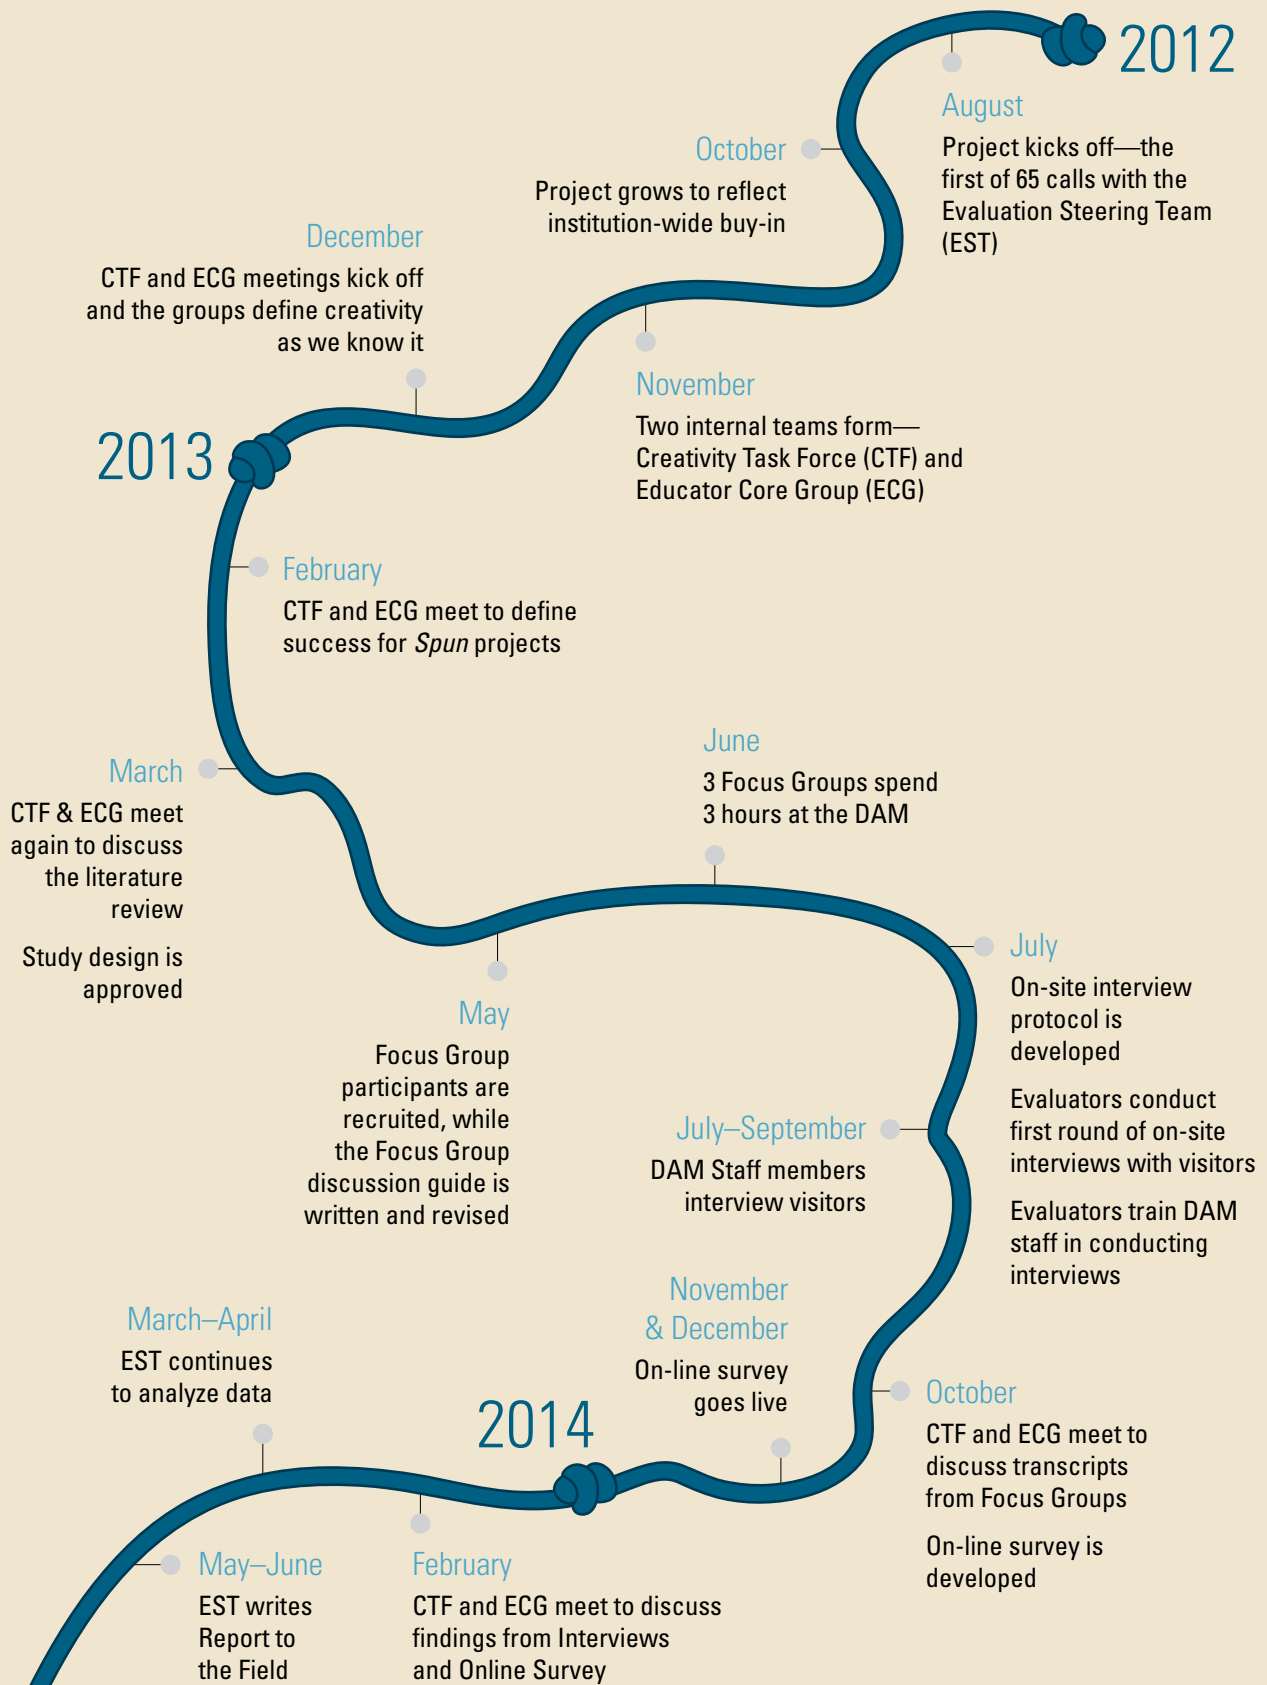 2012
August
Project kicks off—the
first of 65 calls with the
Evaluation Steering Team
(EST)
October
Project grows to reflect
institution-wide buy-in
November
Two internal teams form—
Creativity Task Force (CTF) and
Educator Core Group (ECG)
December
CTF and ECG meetings kick off
and the groups define creativity
as we know it
2013
February
CTF and ECG meet to define
success for Spun projects
March
CTF & ECG meet
again to discuss
the literature
review
Study design is
approved
May
Focus Group
participants are
recruited, while
the Focus Group
discussion guide is
written and revised
June
3 Focus Groups spend
3 hours at the DAM
July
On-site interview
protocol is
developed
Evaluators conduct
first round of on-site
interviews with visitors
Evaluators train DAM
staff in conducting
interviews
July–September
DAM Staff members
interview visitors
October
CTF and ECG meet to
discuss transcripts
from Focus Groups
On-line survey is
developed
November
& December
On-line survey
goes live
2014
February
CTF and ECG meet to discuss
findings from Interviews
and Online Survey
March–April
EST continues
to analyze data
May–June
EST writes
Report to
the Field